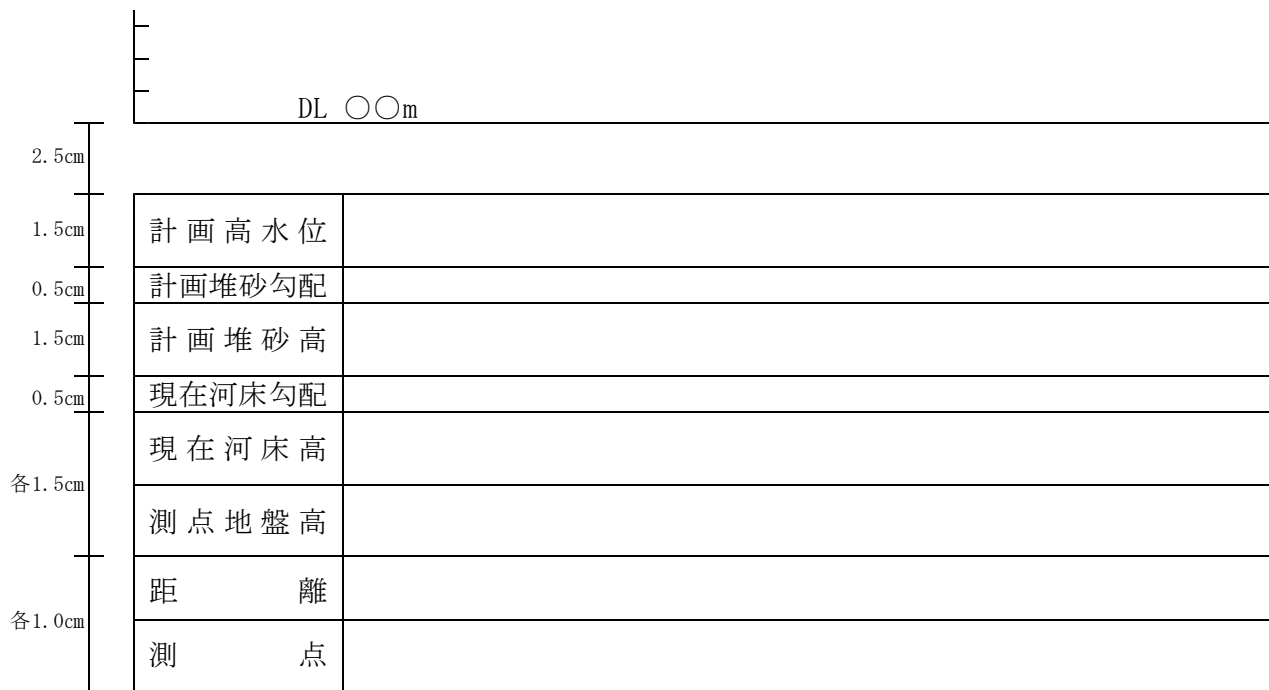 DL ○○m
2.5cm
1.5cm 計画高水位
0.5cm 計画堆砂勾配
1.5cm 計画堆砂高
0.5cm 現在河床勾配
現在河床高
各1.5cm
測点地盤高
距離
各1.0cm
測点